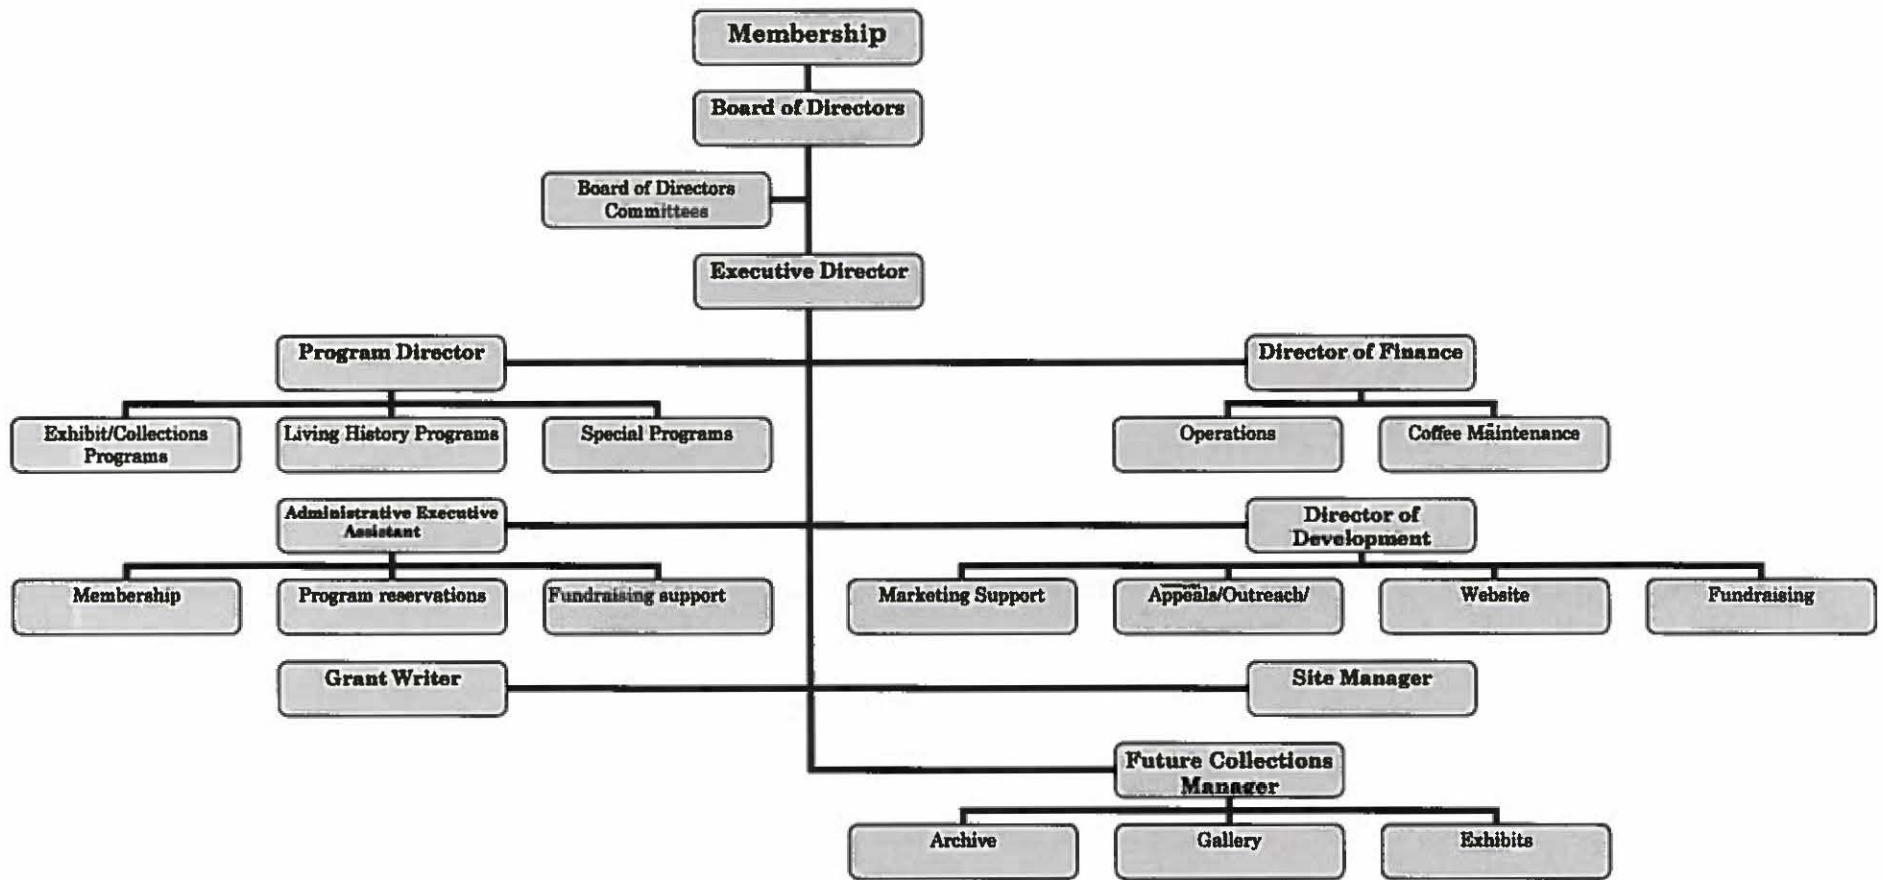 Membership
Board of Directors
Board of Directors
Committees
Executive Director
Program Director
Director of Finance
Exhibit/Collections
Programs
Living History Programs
Special Programs
Operations
Coffee Maintenance
Administrative Executive
Assistant
Director of
Development
Membership
Program reservations
Fundraising support
Marketing Support
Appeals/Outreach/
Website
Fundraising
Grant Writer
Site Manager
Future Collections
Manager
Archive
Gallery
Exhibits